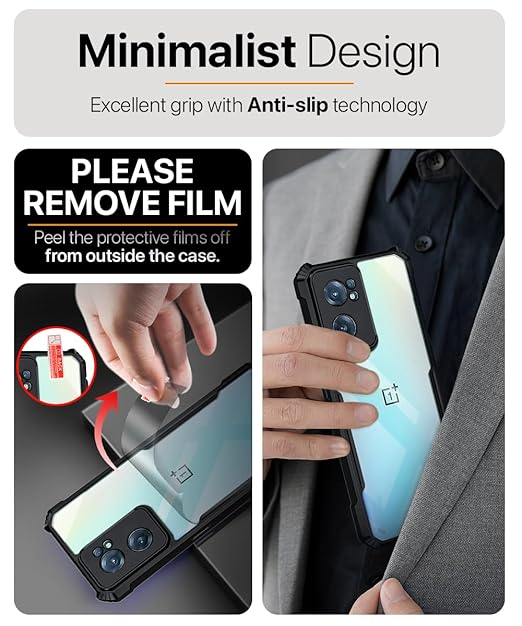 Minimalist Design
Excellent grip with Anti-slip technology
PLEASE
REMOVE FILM
Peel the protective films off
from outside the case.